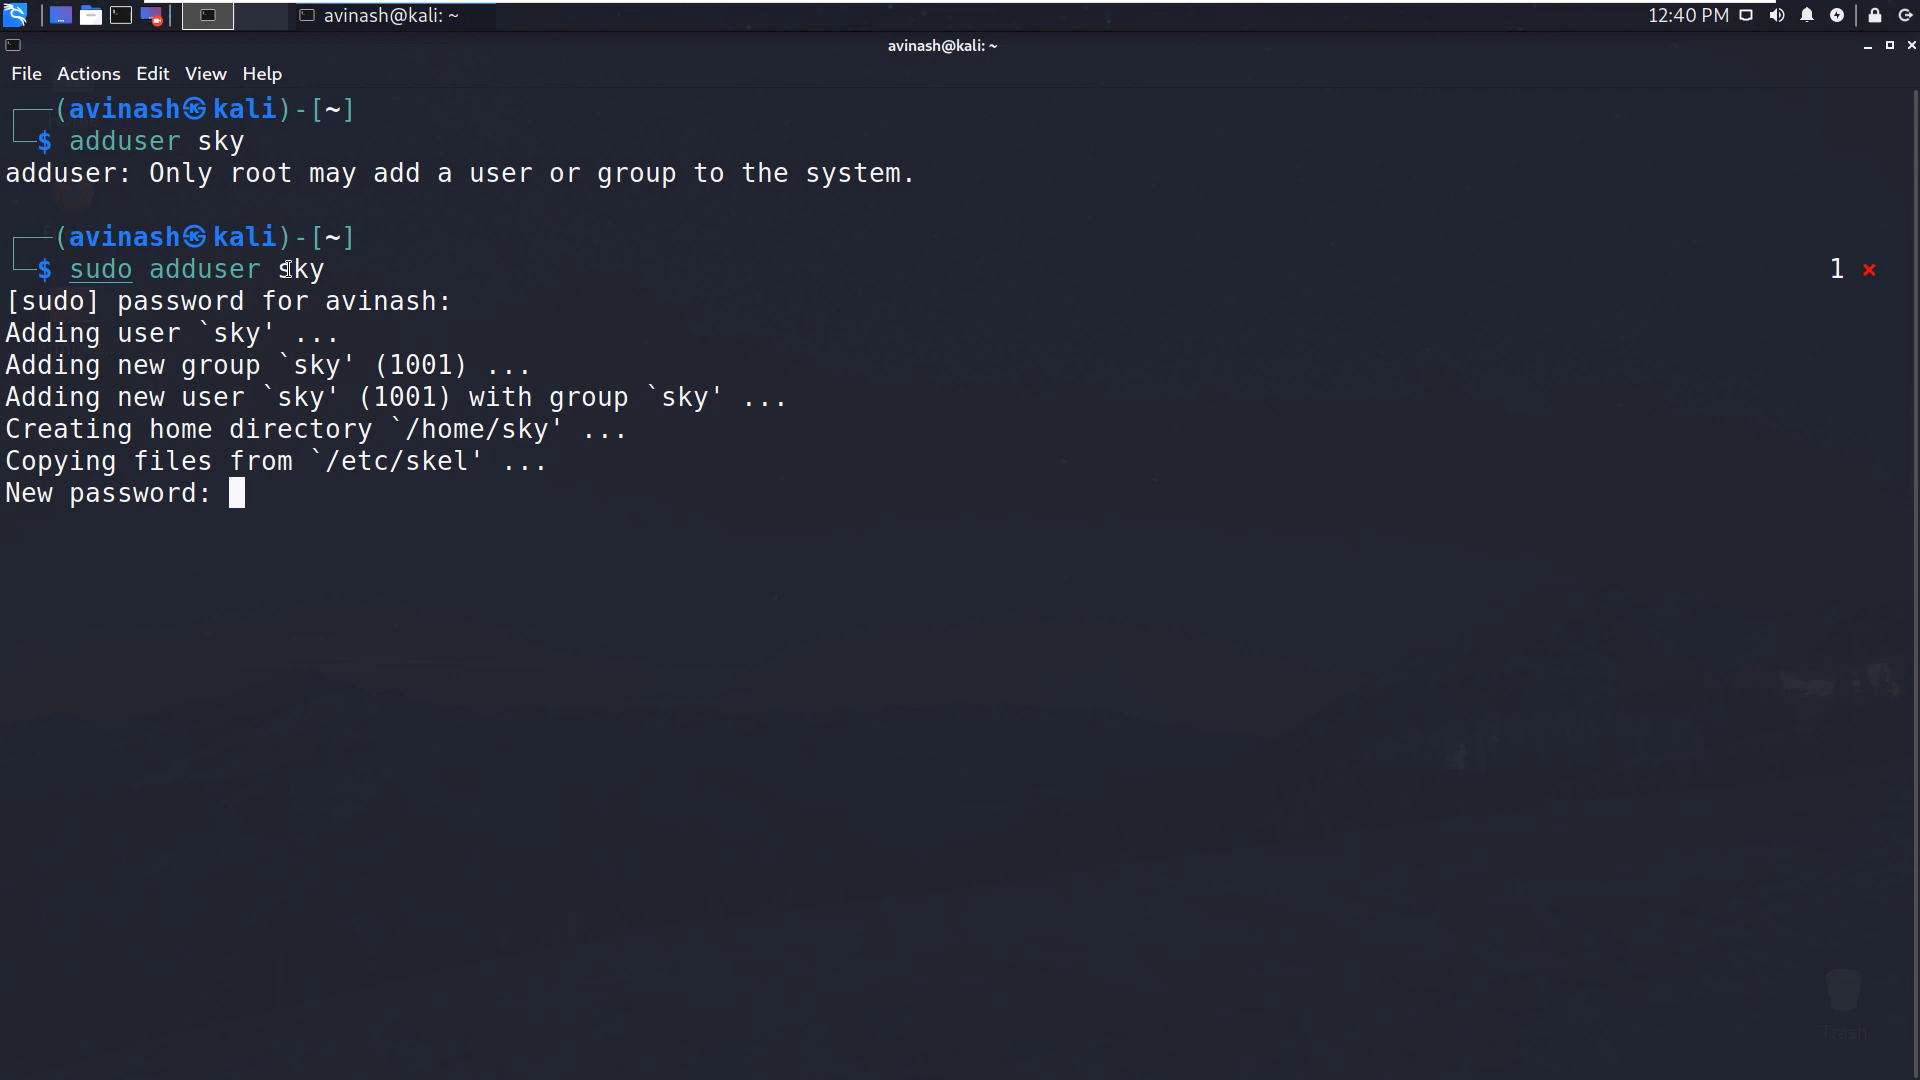 avinash@kali: ~
12:40 PM
avinash@kali: ~
File Actions Edit View Help
(avinash㉿kali)-[~]
$ adduser sky
adduser: Only root may add a user or group to the system.
(avinash㉿kali)-[~]
$ sudo adduser sky 1 ×
[sudo] password for avinash:
Adding user `sky' ...
Adding new group `sky' (1001) ...
Adding new user `sky' (1001) with group `sky' ...
Creating home directory `/home/sky' ...
Copying files from `/etc/skel' ...
New password:
Trash